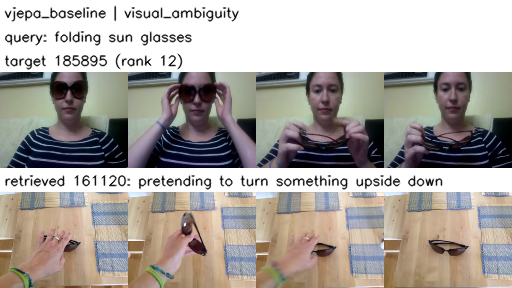 vjepa_baseline | visual_ambiguity
query: folding sun glasses
target 185895 (rank 12)
retrieved 161120: pretending to turn something upside down